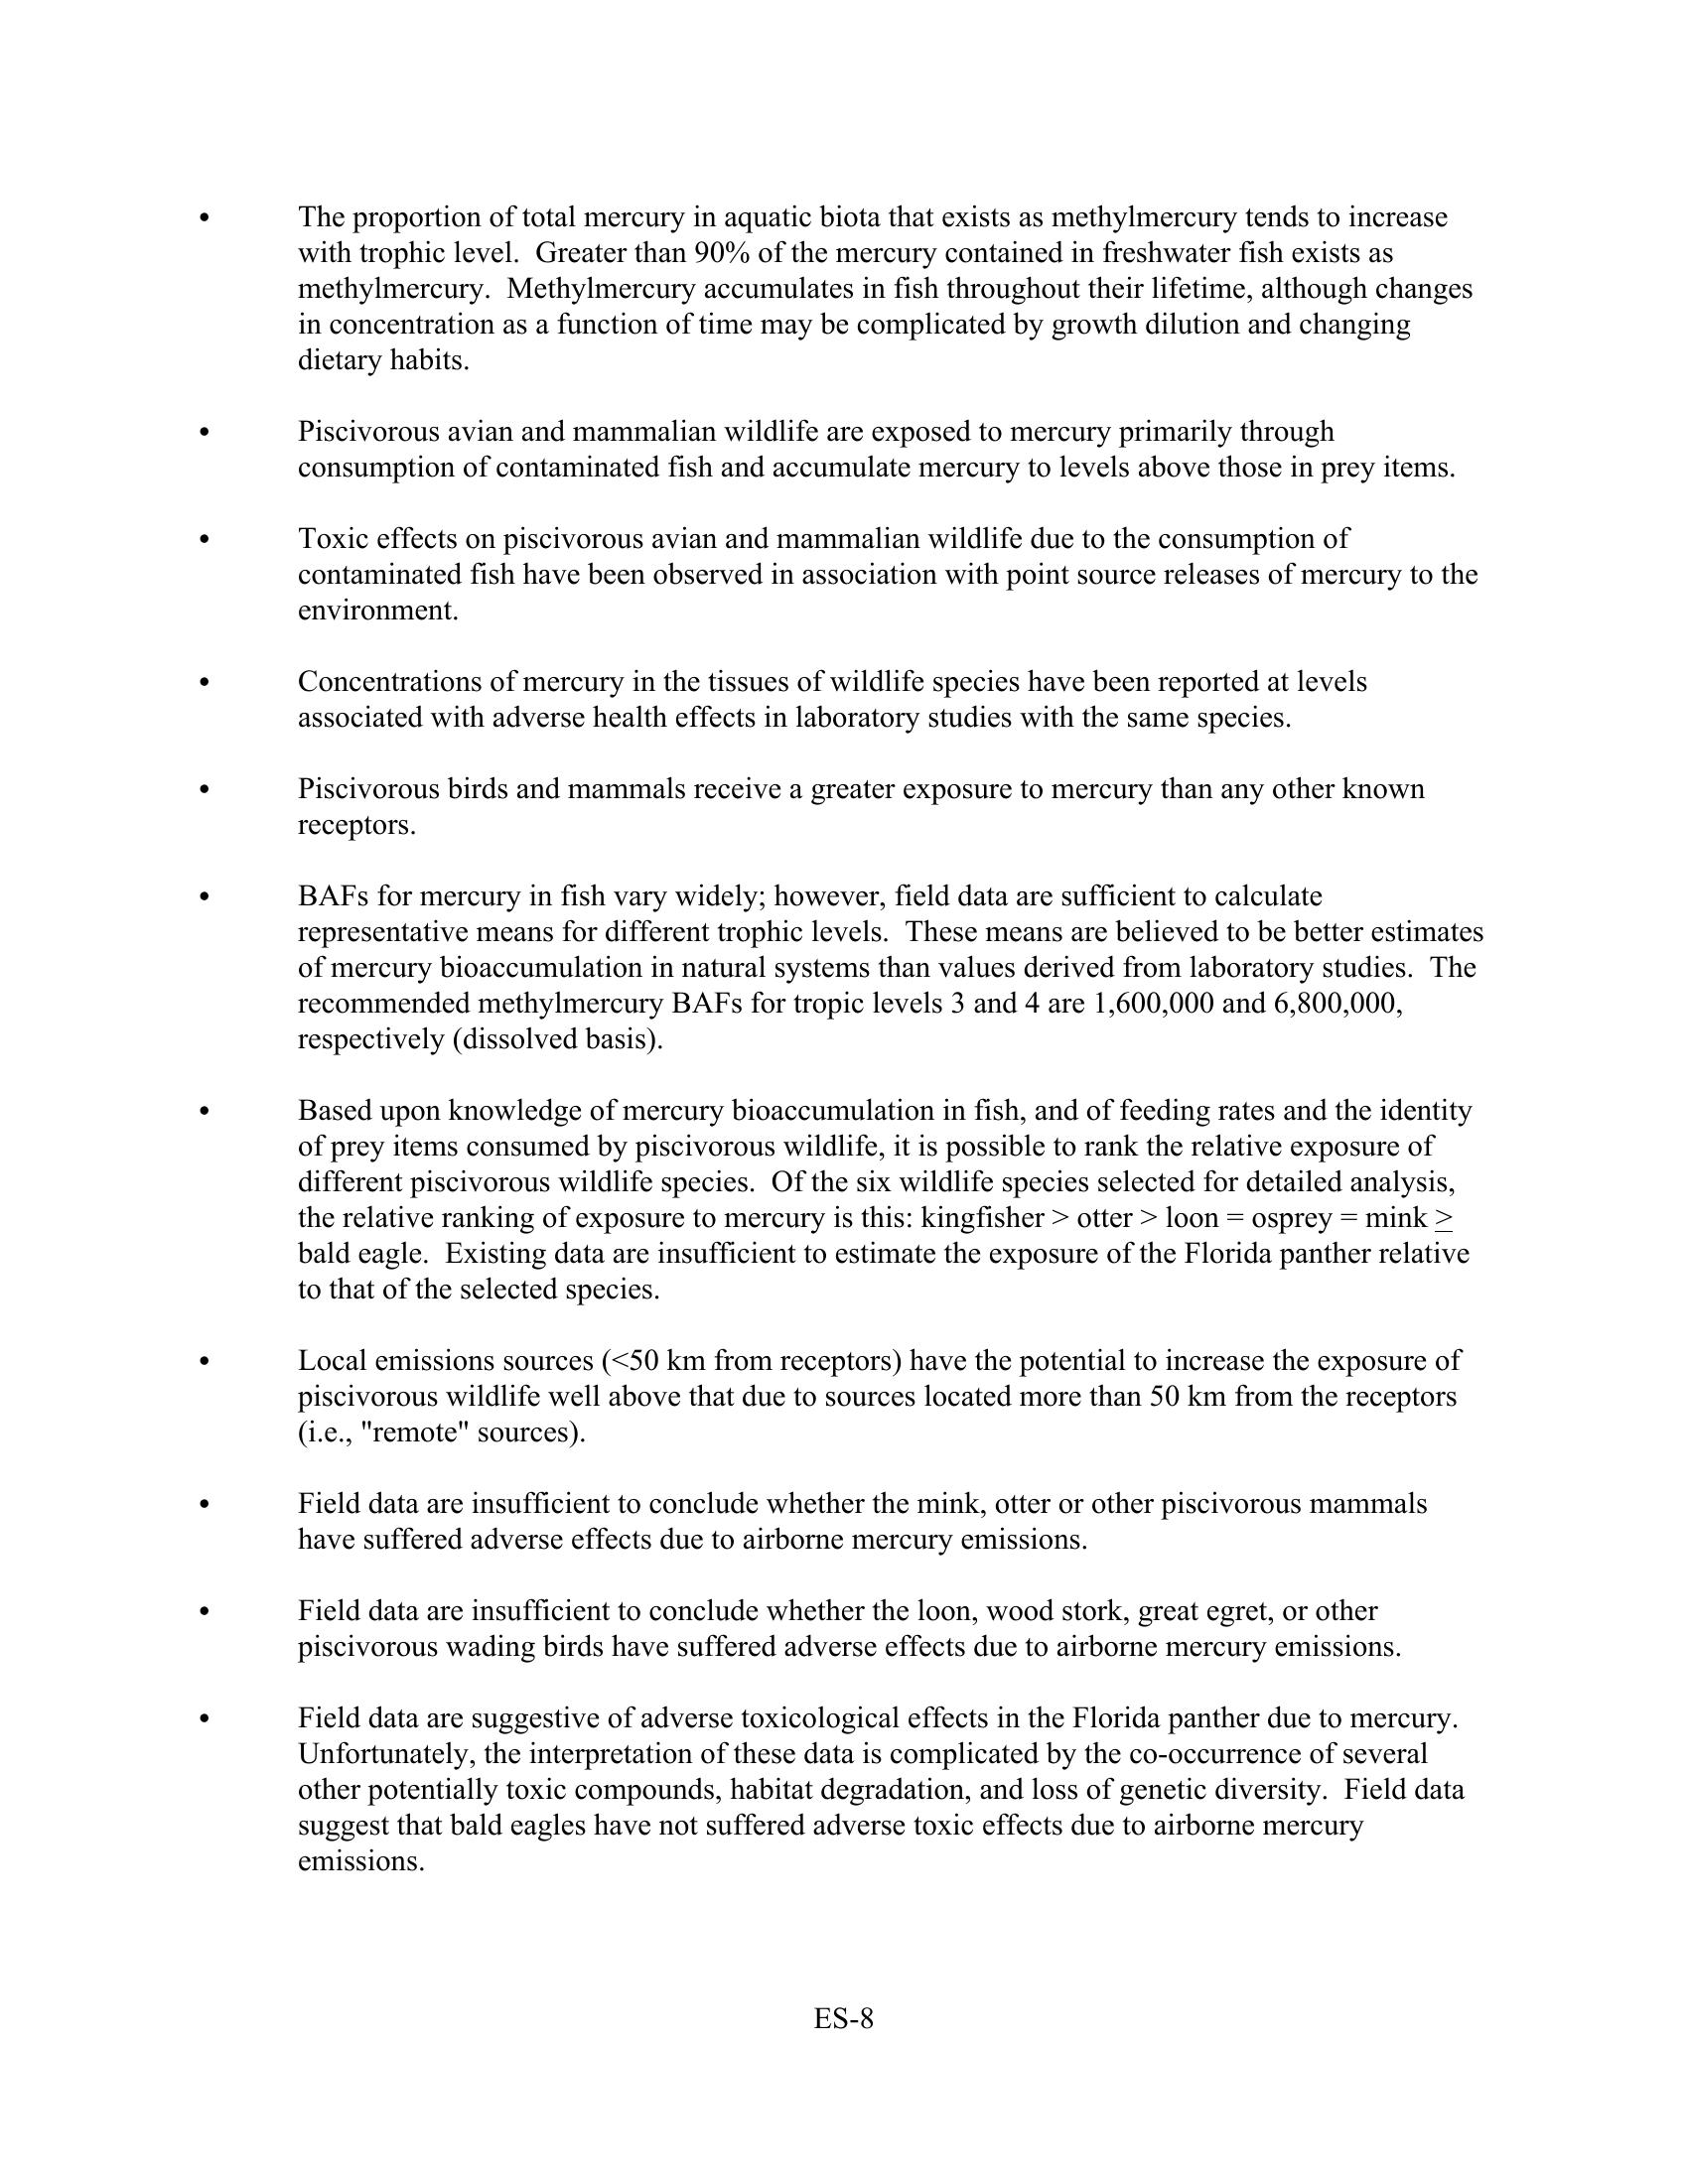 • The proportion of total mercury in aquatic biota that exists as methylmercury tends to increase
with trophic level.  Greater than 90% of the mercury contained in freshwater fish exists as
methylmercury.  Methylmercury accumulates in fish throughout their lifetime, although changes
in concentration as a function of time may be complicated by growth dilution and changing
dietary habits.
• Piscivorous avian and mammalian wildlife are exposed to mercury primarily through
consumption of contaminated fish and accumulate mercury to levels above those in prey items.
• Toxic effects on piscivorous avian and mammalian wildlife due to the consumption of
contaminated fish have been observed in association with point source releases of mercury to the
environment.
• Concentrations of mercury in the tissues of wildlife species have been reported at levels
associated with adverse health effects in laboratory studies with the same species.
• Piscivorous birds and mammals receive a greater exposure to mercury than any other known
receptors.
• BAFs for mercury in fish vary widely; however, field data are sufficient to calculate
representative means for different trophic levels.  These means are believed to be better estimates
of mercury bioaccumulation in natural systems than values derived from laboratory studies.  The
recommended methylmercury BAFs for tropic levels 3 and 4 are 1,600,000 and 6,800,000,
respectively (dissolved basis).
• Based upon knowledge of mercury bioaccumulation in fish, and of feeding rates and the identity
of prey items consumed by piscivorous wildlife, it is possible to rank the relative exposure of
different piscivorous wildlife species.  Of the six wildlife species selected for detailed analysis,
the relative ranking of exposure to mercury is this: kingfisher > otter > loon = osprey = mink ≥
bald eagle.  Existing data are insufficient to estimate the exposure of the Florida panther relative
to that of the selected species.
• Local emissions sources (<50 km from receptors) have the potential to increase the exposure of
piscivorous wildlife well above that due to sources located more than 50 km from the receptors
(i.e., "remote" sources).
• Field data are insufficient to conclude whether the mink, otter or other piscivorous mammals
have suffered adverse effects due to airborne mercury emissions.
• Field data are insufficient to conclude whether the loon, wood stork, great egret, or other
piscivorous wading birds have suffered adverse effects due to airborne mercury emissions.
• Field data are suggestive of adverse toxicological effects in the Florida panther due to mercury.
Unfortunately, the interpretation of these data is complicated by the co-occurrence of several
other potentially toxic compounds, habitat degradation, and loss of genetic diversity.  Field data
suggest that bald eagles have not suffered adverse toxic effects due to airborne mercury
emissions.
ES-8